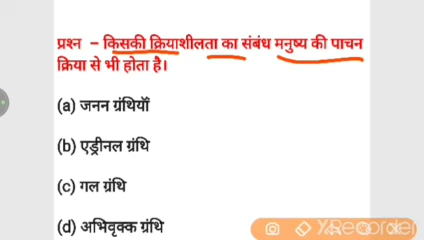 प्रश्न – किसकी क्रियाशीलता का संबंध मनुष्य की पाचन
क्रिया से भी होता है।
(a) जनन ग्रंथियाँ
(b) एड्रीनल ग्रंथि
(c) गल ग्रंथि
(d) अभिवृक्क ग्रंथि
XRecorder